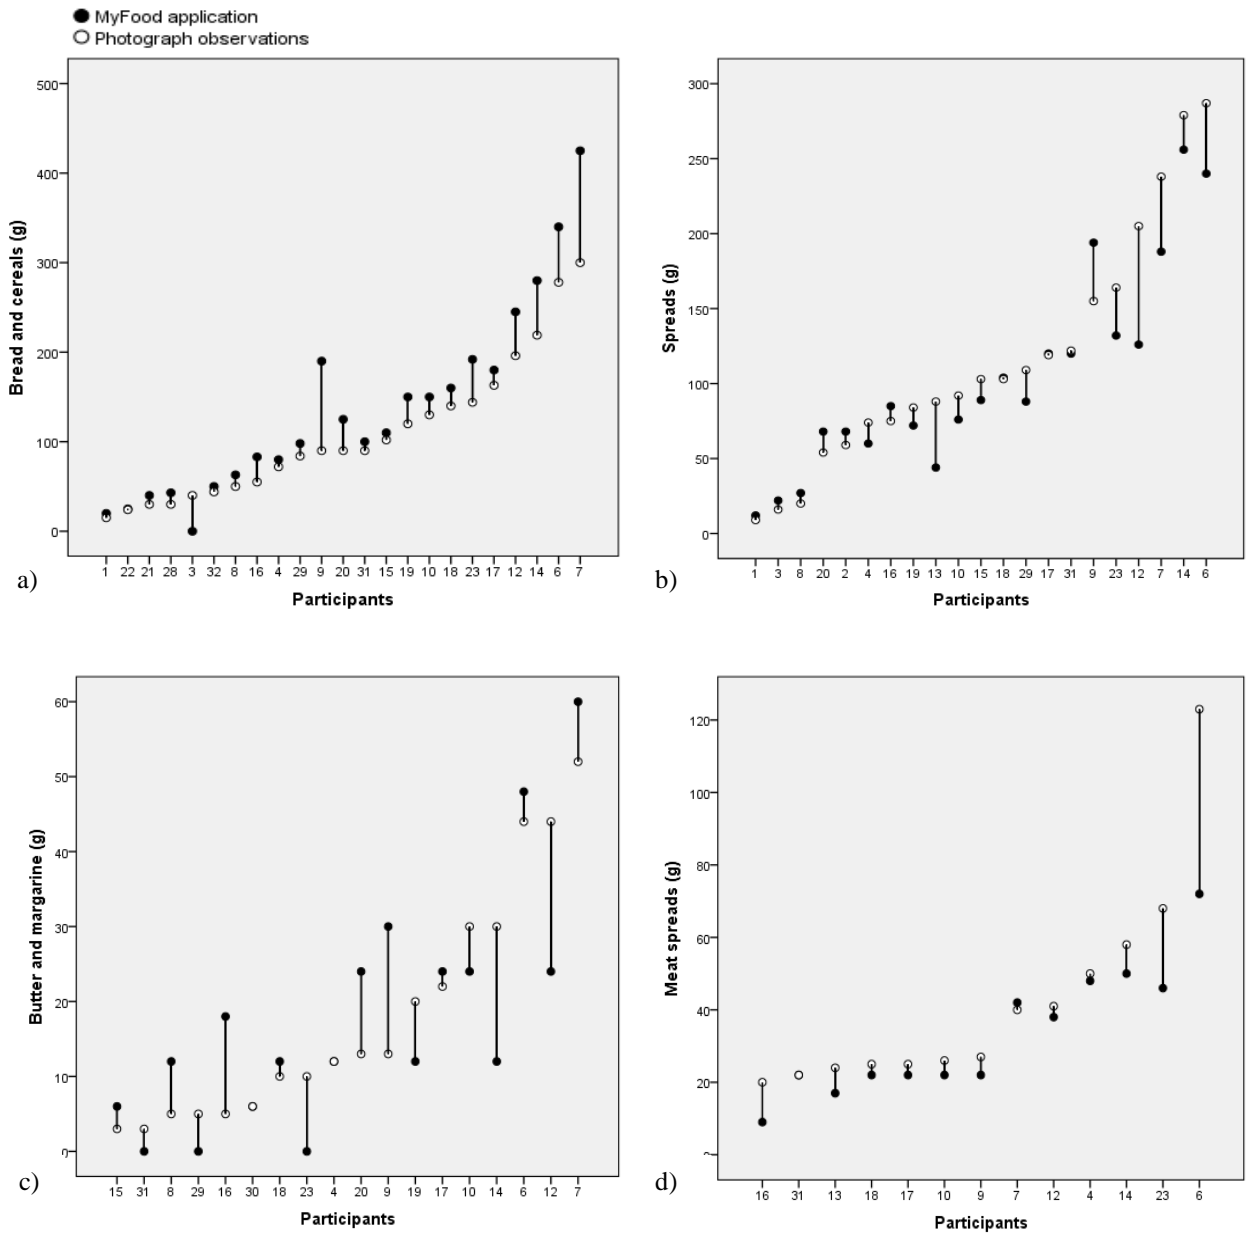 MyFood application
Photograph observations
500
400
300
200
100
0
Bread and cereals (g)
1 22 21 28 3 32 8 16 4 29 9 20 31 15 19 10 18 23 17 12 14 6 7
a)
Participants
300
250
200
150
100
50
0
Spreads (g)
1 3 8 20 2 4 16 19 13 10 15 18 29 17 31 9 23 12 7 14 6
b)
Participants
60
50
40
30
20
10
0
Butter and margarine (g)
15 31 8 29 16 30 18 23 4 20 9 19 17 10 14 6 12 7
c)
Participants
120
100
80
60
40
20
Meat spreads (g)
16 31 13 18 17 10 9 7 12 4 14 23 6
d)
Participants